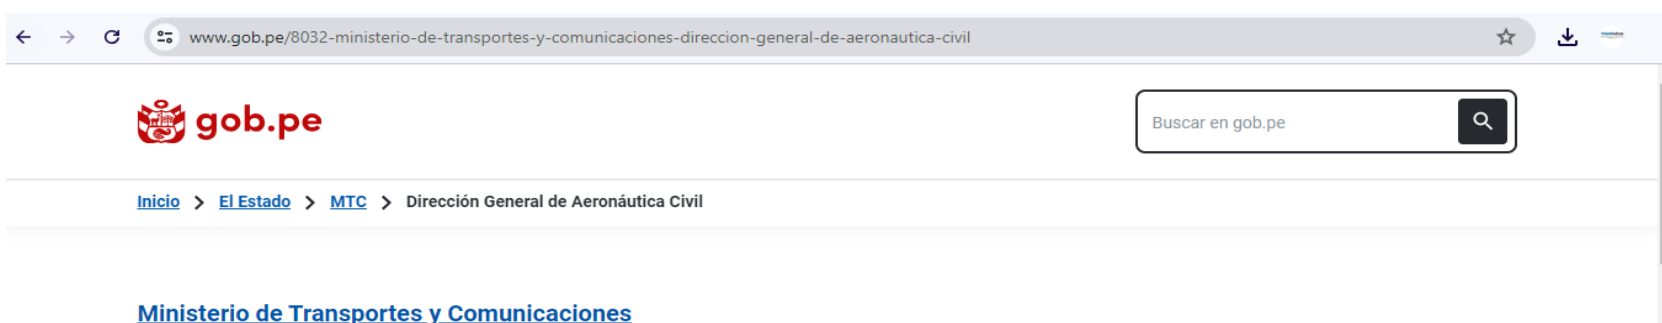 www.gob.pe/8032-ministerio-de-transportes-y-comunicaciones-direccion-general-de-aeronautica-civil
gob.pe
Buscar en gob.pe
Inicio > El Estado > MTC > Dirección General de Aeronáutica Civil
Ministerio de Transportes y Comunicaciones